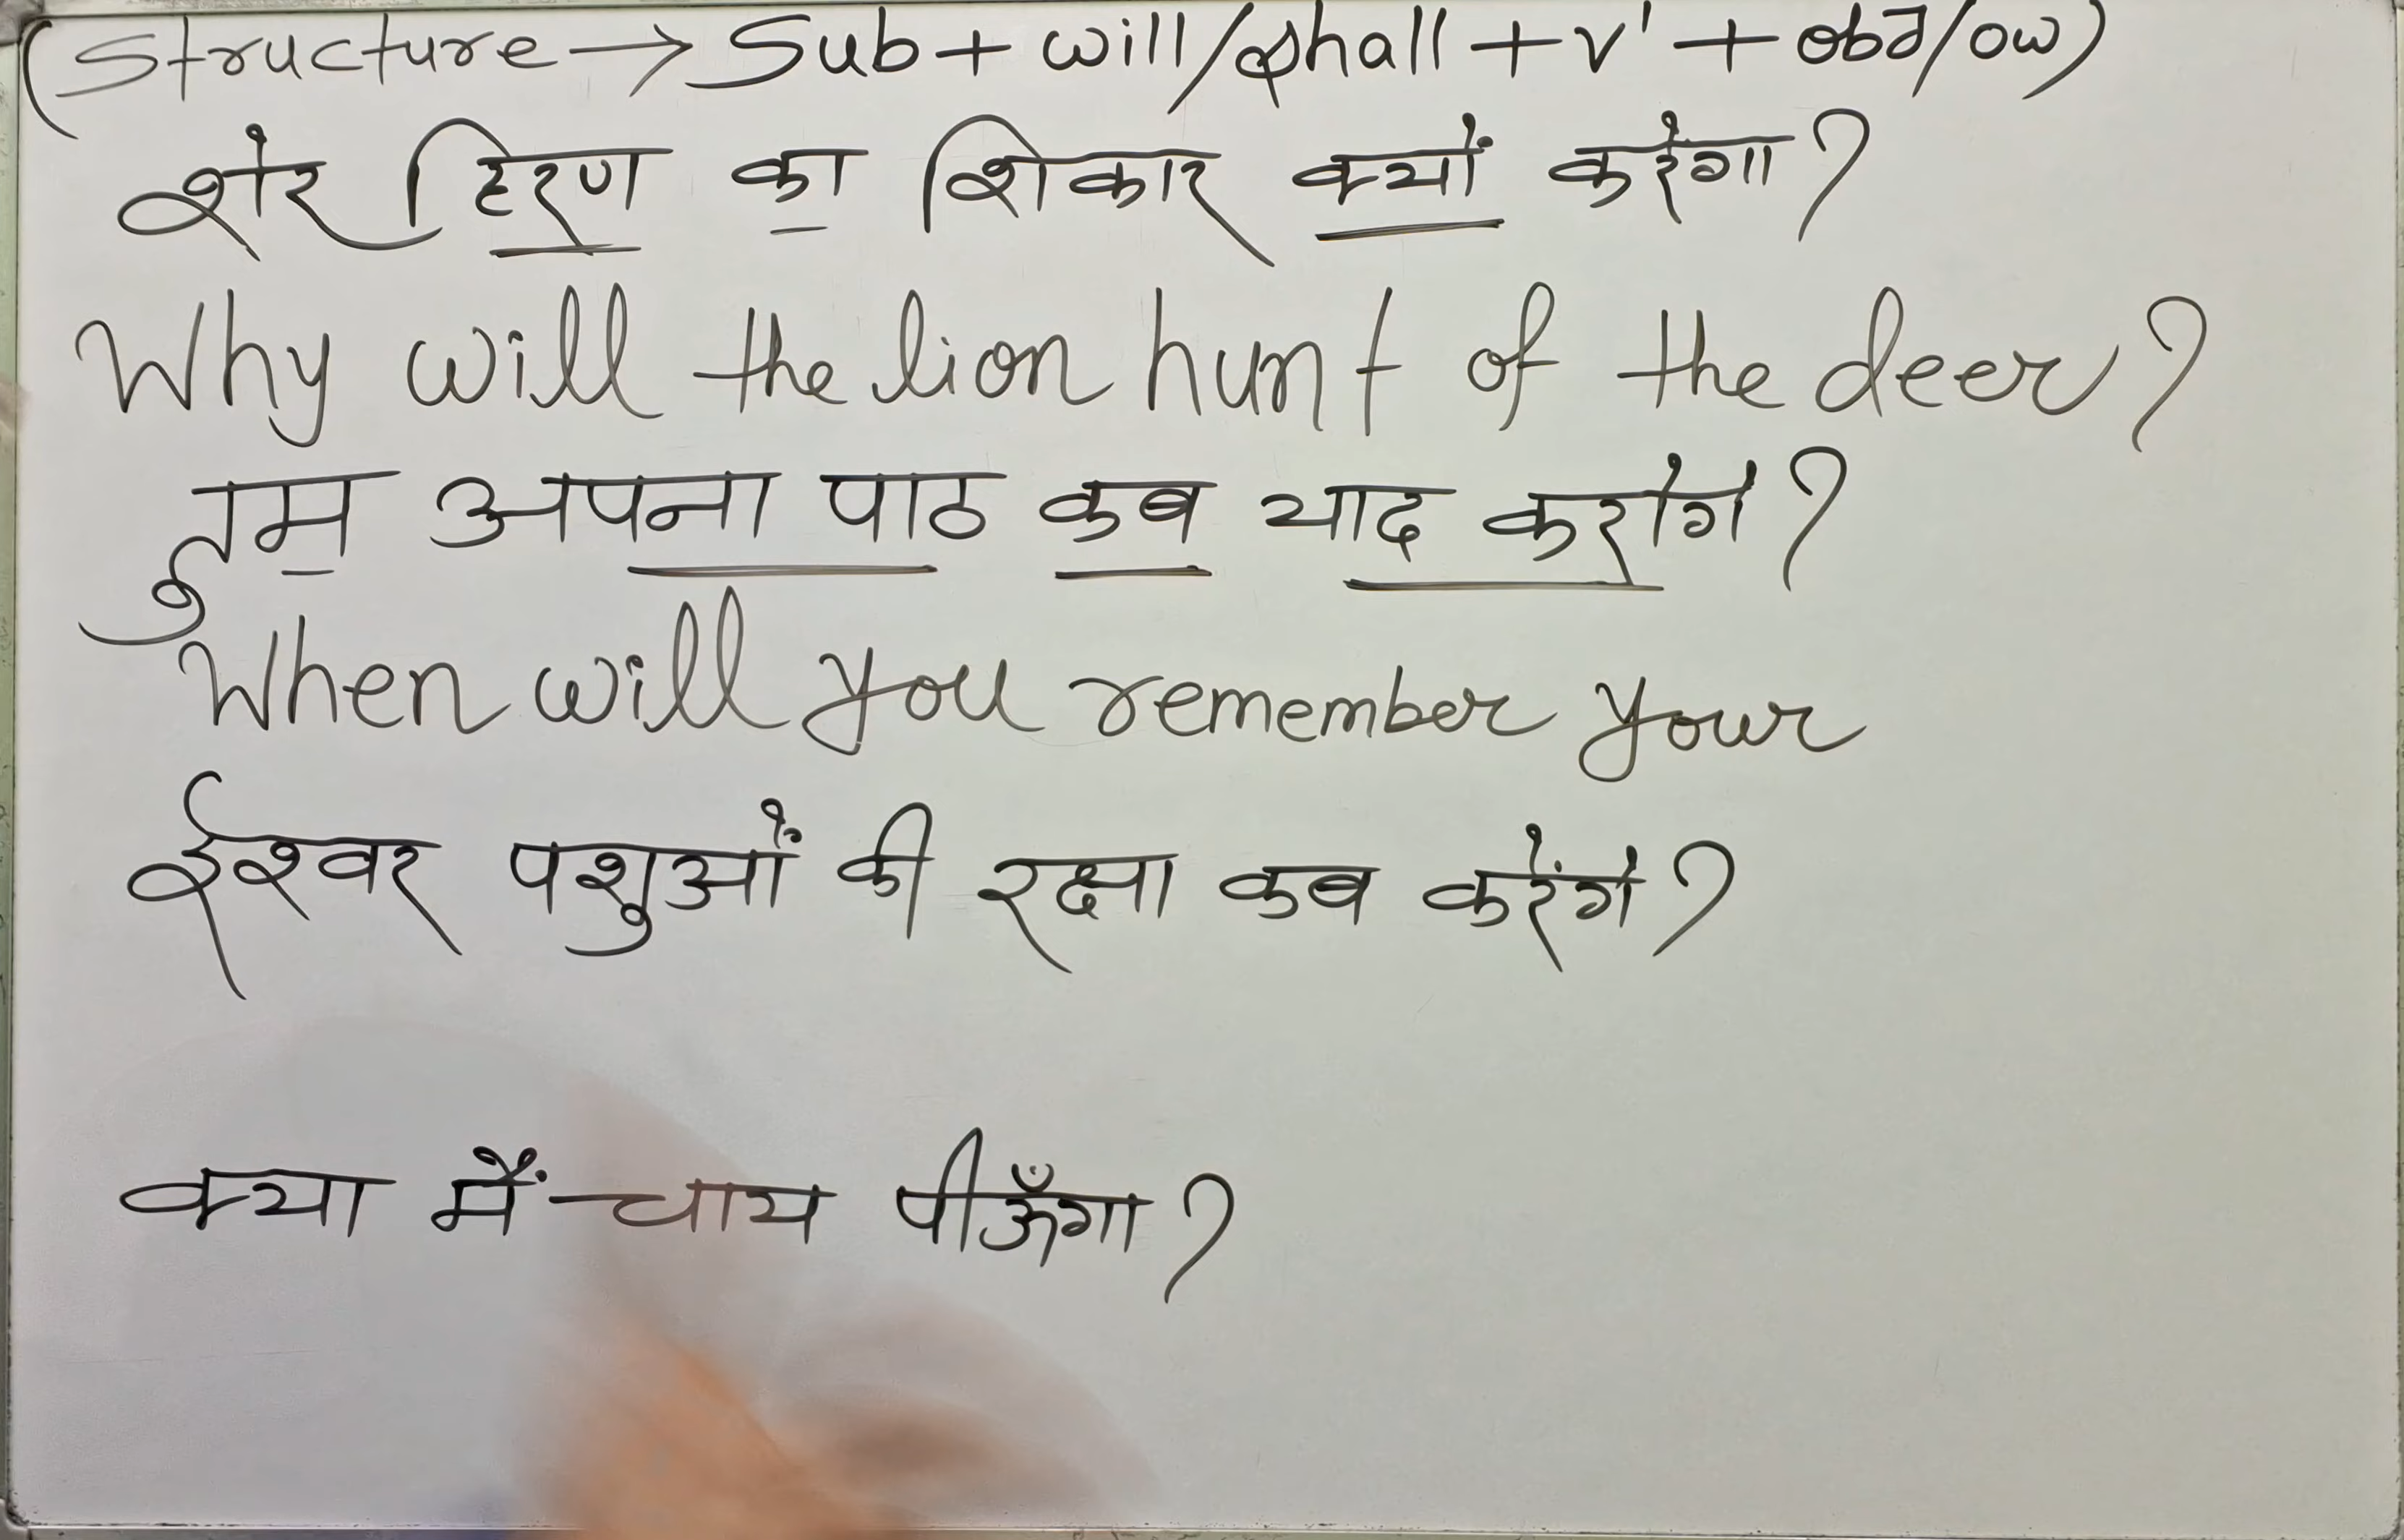 (Structure → Sub + will/shall + v' + obJ/ow)
शेर हिरण का शिकार क्यों करेगा?
Why will the lion hunt of the deer?
तुम अपना पाठ कब याद करोगे?
When will you remember your
ईश्वर पशुओं की रक्षा कब करेंगे?
क्या मैं चाय पीऊँगा?